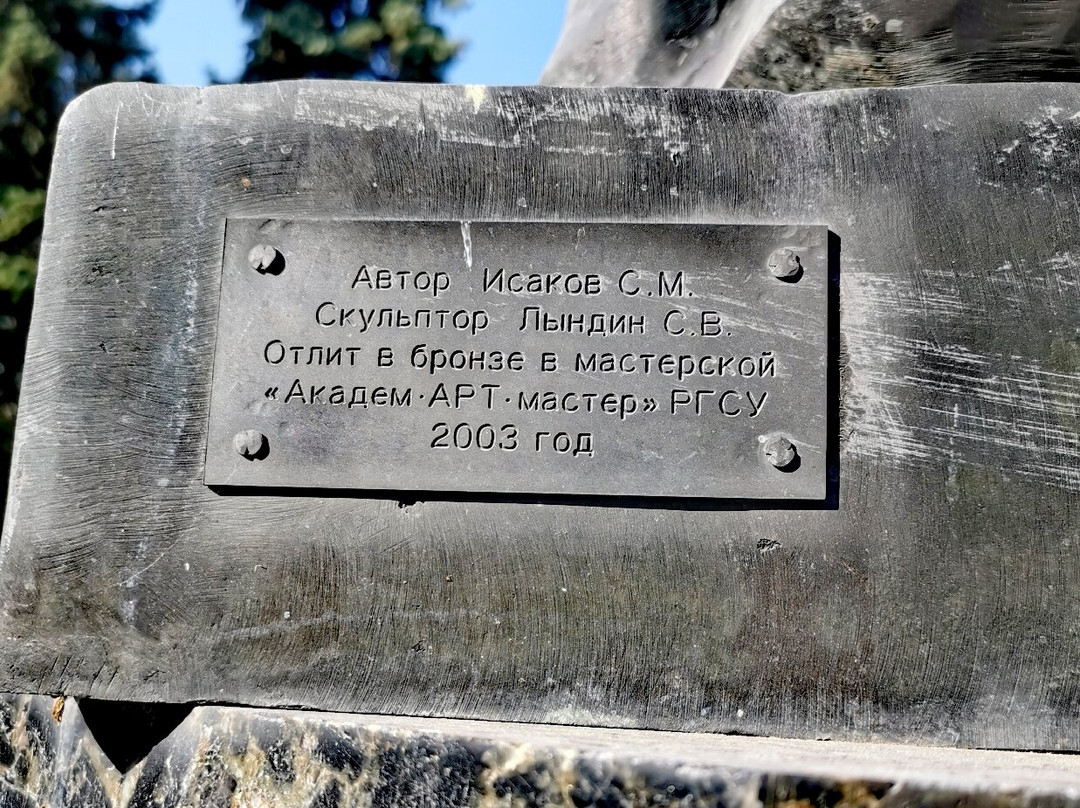 Автор Исаков С.М.
Скульптор Лындин С.В.
Отлит в бронзе в мастерской
«Академ·АРТ·мастер» РГСУ
2003 год